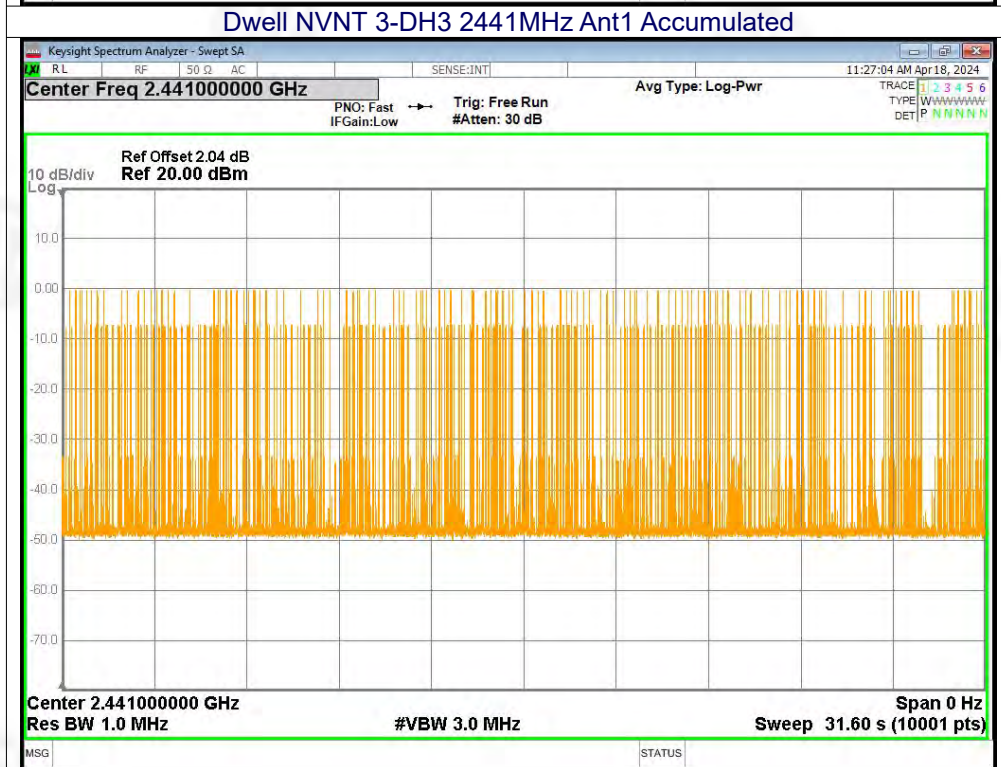 Dwell NVNT 3-DH3 2441MHz Ant1 Accumulated
Keysight Spectrum Analyzer - Swept SA
LXI RL RF 50 Ω AC SENSE:INT 11:27:04 AM Apr 18, 2024
Center Freq 2.441000000 GHz Avg Type: Log-Pwr TRACE 1 2 3 4 5 6
PNO: Fast Trig: Free Run TYPE WWWWWWW
IFGain:Low #Atten: 30 dB DET P N N N N N
Ref Offset 2.04 dB
10 dB/div Ref 20.00 dBm
Log
10.0
0.00
-10.0
-20.0
-30.0
-40.0
-50.0
-60.0
-70.0
Center 2.441000000 GHz Span 0 Hz
Res BW 1.0 MHz #VBW 3.0 MHz Sweep 31.60 s (10001 pts)
MSG STATUS